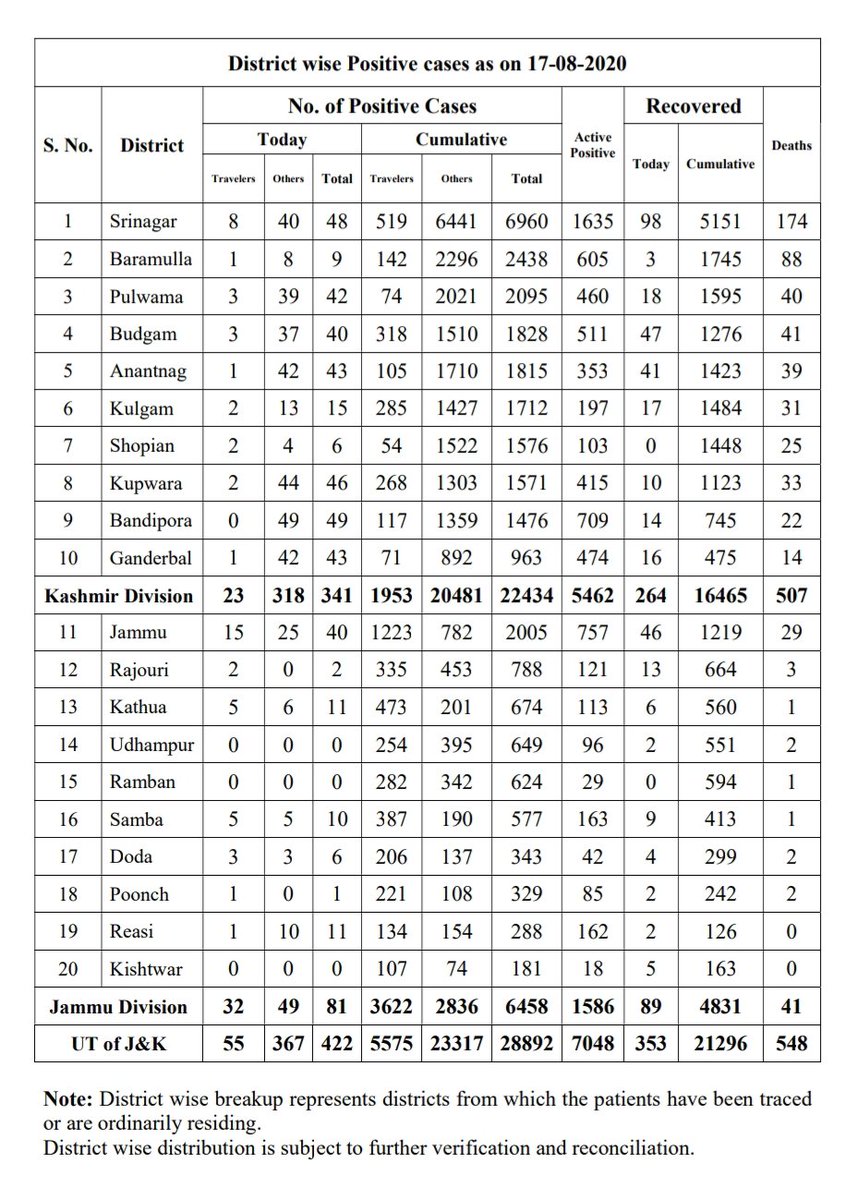 District wise Positive cases as on 17-08-2020
S. No. District No. of Positive Cases Active Positive Recovered Deaths
Today Cumulative Today Cumulative
Travelers Others Total Travelers Others Total
1 Srinagar 8 40 48 519 6441 6960 1635 98 5151 174
2 Baramulla 1 8 9 142 2296 2438 605 3 1745 88
3 Pulwama 3 39 42 74 2021 2095 460 18 1595 40
4 Budgam 3 37 40 318 1510 1828 511 47 1276 41
5 Anantnag 1 42 43 105 1710 1815 353 41 1423 39
6 Kulgam 2 13 15 285 1427 1712 197 17 1484 31
7 Shopian 2 4 6 54 1522 1576 103 0 1448 25
8 Kupwara 2 44 46 268 1303 1571 415 10 1123 33
9 Bandipora 0 49 49 117 1359 1476 709 14 745 22
10 Ganderbal 1 42 43 71 892 963 474 16 475 14
Kashmir Division 23 318 341 1953 20481 22434 5462 264 16465 507
11 Jammu 15 25 40 1223 782 2005 757 46 1219 29
12 Rajouri 2 0 2 335 453 788 121 13 664 3
13 Kathua 5 6 11 473 201 674 113 6 560 1
14 Udhampur 0 0 0 254 395 649 96 2 551 2
15 Ramban 0 0 0 282 342 624 29 0 594 1
16 Samba 5 5 10 387 190 577 163 9 413 1
17 Doda 3 3 6 206 137 343 42 4 299 2
18 Poonch 1 0 1 221 108 329 85 2 242 2
19 Reasi 1 10 11 134 154 288 162 2 126 0
20 Kishtwar 0 0 0 107 74 181 18 5 163 0
Jammu Division 32 49 81 3622 2836 6458 1586 89 4831 41
UT of J&K 55 367 422 5575 23317 28892 7048 353 21296 548
Note: District wise breakup represents districts from which the patients have been traced
or are ordinarily residing.
District wise distribution is subject to further verification and reconciliation.